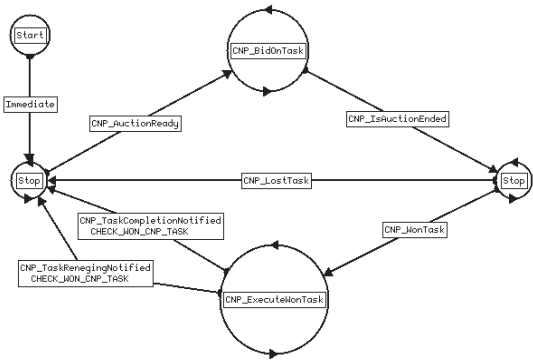 Start
CNP_BidOnTask
Immediate
CNP_AuctionReady
CNP_IsAuctionEnded
Stop
CNP_LostTask
Stop
CNP_TaskCompletionNotified
CHECK_WON_CNP_TASK
CNP_WonTask
CNP_TaskRenegingNotified
CHECK_WON_CNP_TASK
CNP_ExecuteWonTask